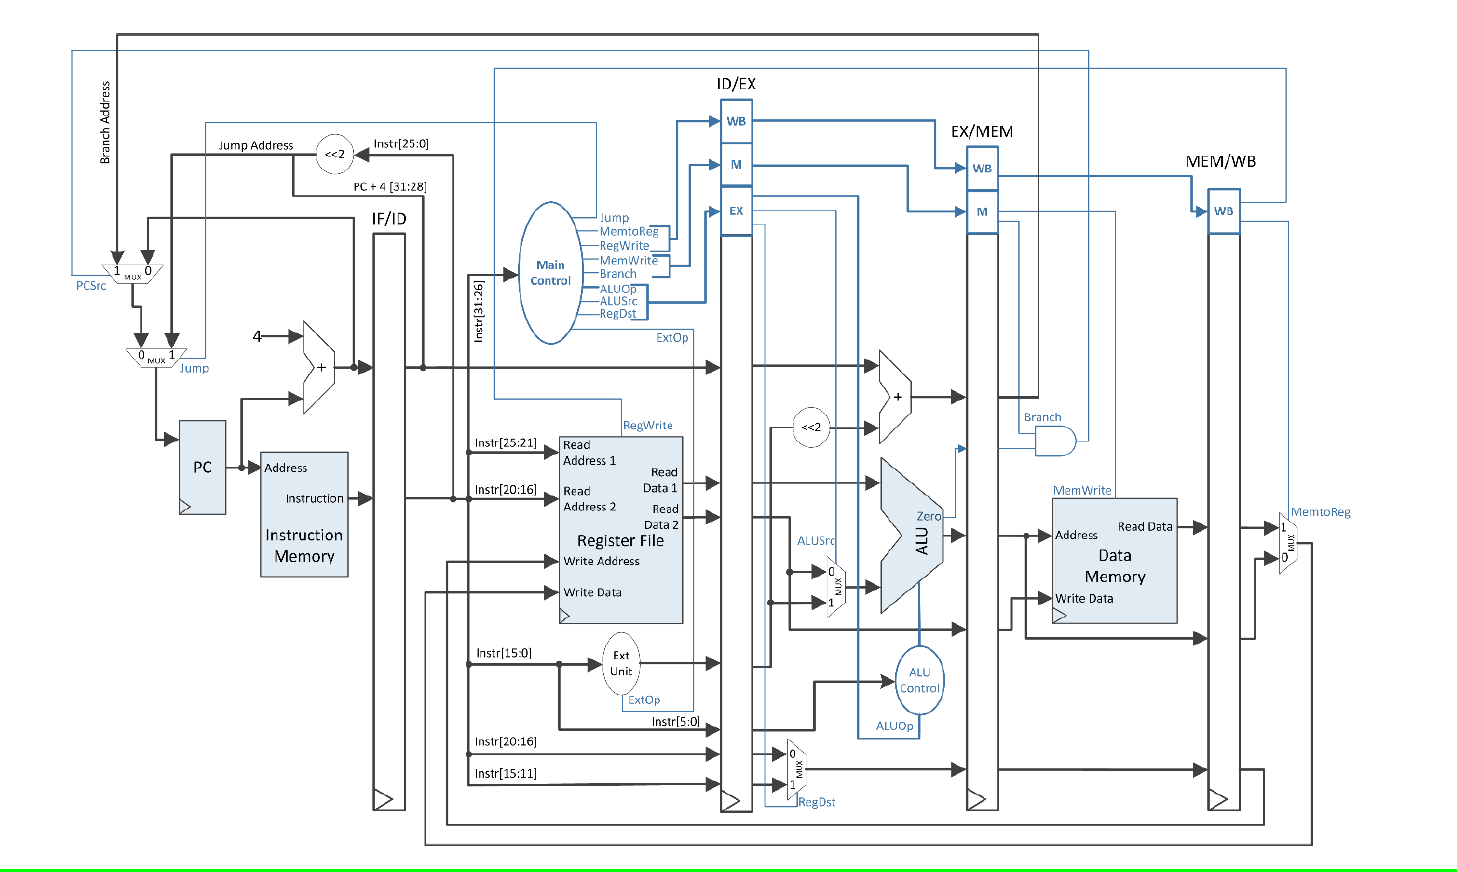 ID/EX
WB
M
EX
EX/MEM
WB
M
MEM/WB
WB
Branch Address
Jump Address
<<2
Instr[25:0]
PC + 4 [31:28]
IF/ID
1
0
MUX
PCSrc
0
1
MUX
Jump
4
+
PC
Address
Instruction
Instruction
Memory
Instr[31:26]
Main
Control
Jump
MemtoReg
RegWrite
MemWrite
Branch
ALUOp
ALUSrc
RegDst
ExtOp
RegWrite
Instr[25:21]
Instr[20:16]
Read
Address 1
Read
Address 2
Read
Data 1
Read
Data 2
Register File
Write Address
Write Data
Instr[15:0]
Ext
Unit
ExtOp
Instr[5:0]
Instr[20:16]
Instr[15:11]
+
<<2
ALUSrc
0
1
MUX
Zero
ALU
ALU
Control
ALUOp
0
1
MUX
RegDst
Branch
MemWrite
Address
Read Data
Data
Memory
Write Data
MemtoReg
1
0
MUX